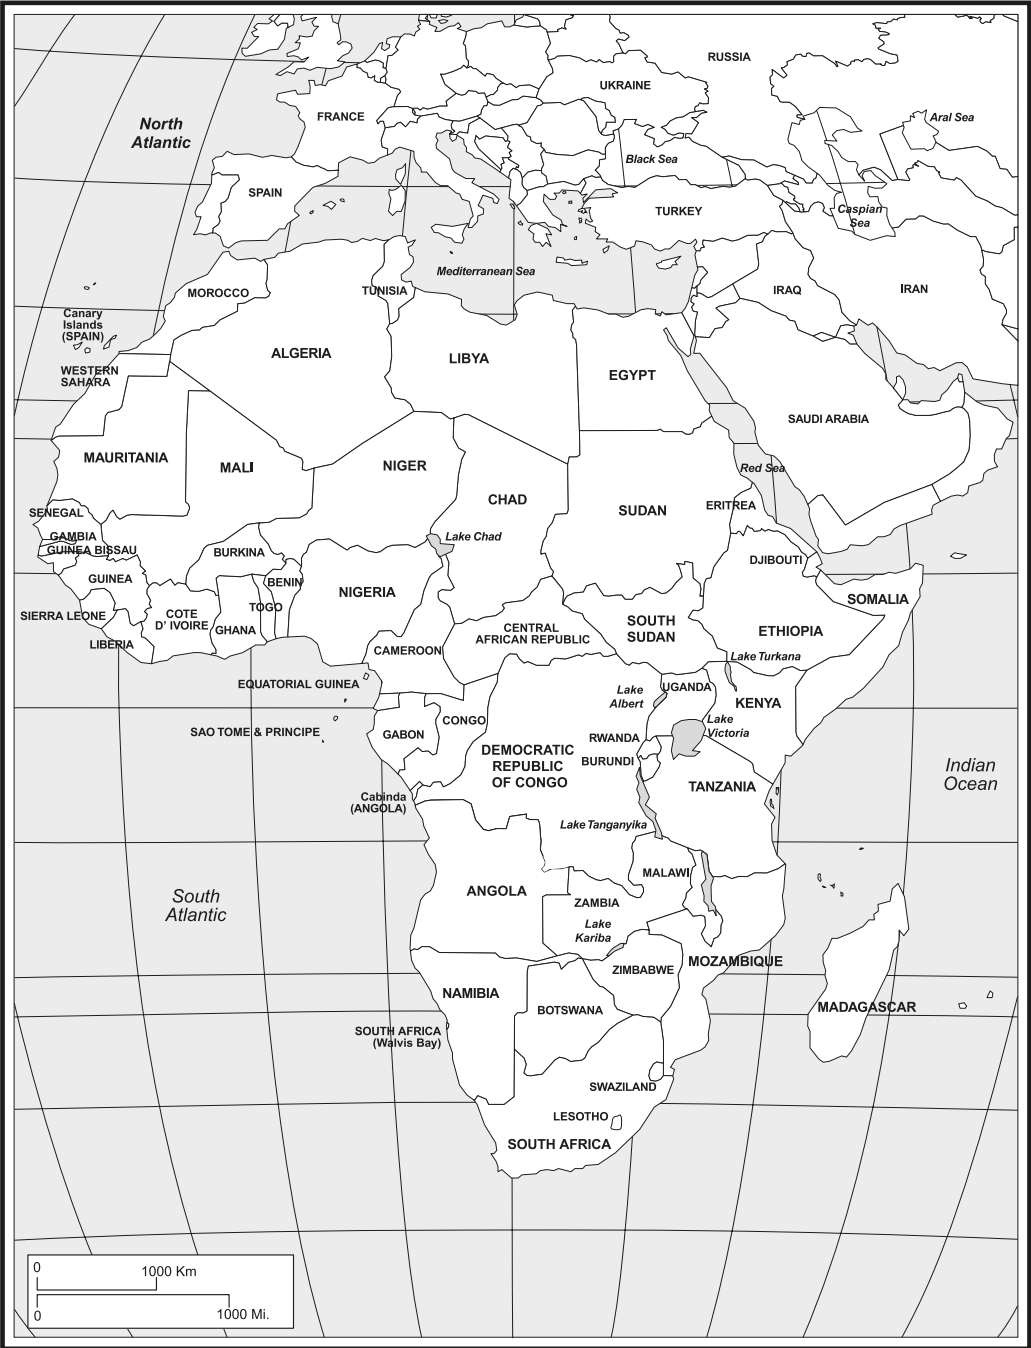 RUSSIA
UKRAINE
FRANCE
North
Atlantic
Aral Sea
Black Sea
SPAIN
TURKEY
Caspian
Sea
Mediterranean Sea
MOROCCO
TUNISIA
IRAQ
IRAN
Canary
Islands
(SPAIN)
ALGERIA
LIBYA
EGYPT
WESTERN
SAHARA
SAUDI ARABIA
MAURITANIA
MALI
NIGER
CHAD
SUDAN
Red Sea
ERITREA
SENEGAL
GAMBIA
GUINEA BISSAU
BURKINA
Lake Chad
DJIBOUTI
GUINEA
BENIN
NIGERIA
SOMALIA
SIERRA LEONE
COTE
D' IVOIRE
TOGO
GHANA
LIBERIA
CENTRAL
AFRICAN REPUBLIC
SOUTH
SUDAN
ETHIOPIA
CAMEROON
Lake Turkana
EQUATORIAL GUINEA
Lake
Albert
UGANDA
KENYA
SAO TOME & PRINCIPE
GABON
CONGO
Lake
Victoria
RWANDA
DEMOCRATIC
REPUBLIC
OF CONGO
BURUNDI
TANZANIA
Indian
Ocean
Cabinda
(ANGOLA)
Lake Tanganyika
South
Atlantic
ANGOLA
MALAWI
ZAMBIA
Lake
Kariba
MOZAMBIQUE
ZIMBABWE
NAMIBIA
BOTSWANA
MADAGASCAR
SOUTH AFRICA
(Walvis Bay)
SWAZILAND
LESOTHO
SOUTH AFRICA
0
1000 Km
0
1000 Mi.